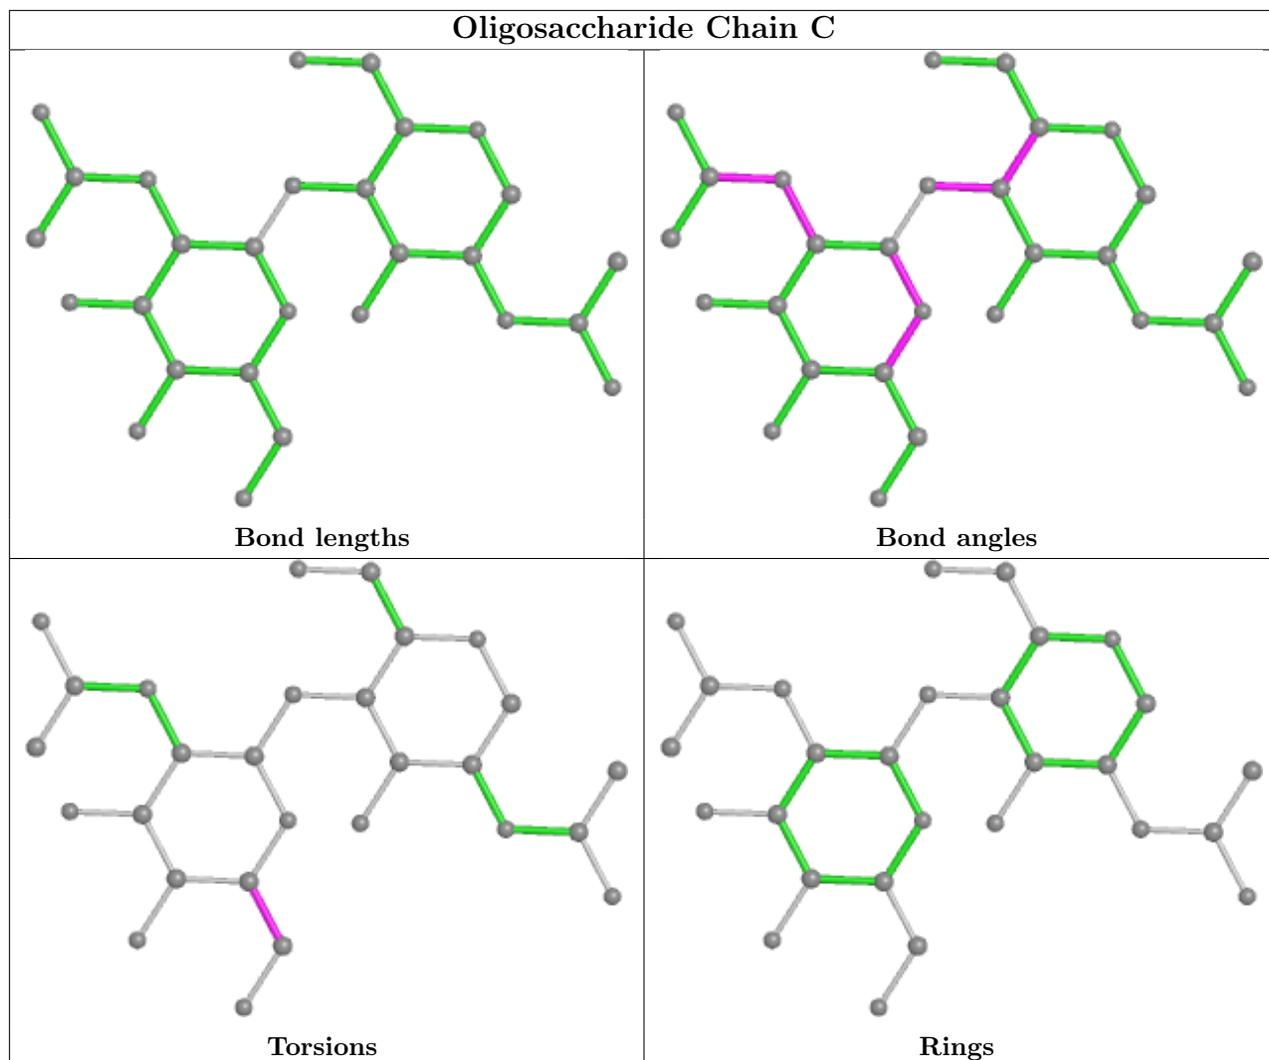 Oligosaccharide Chain C
Bond lengths
Bond angles
Torsions
Rings